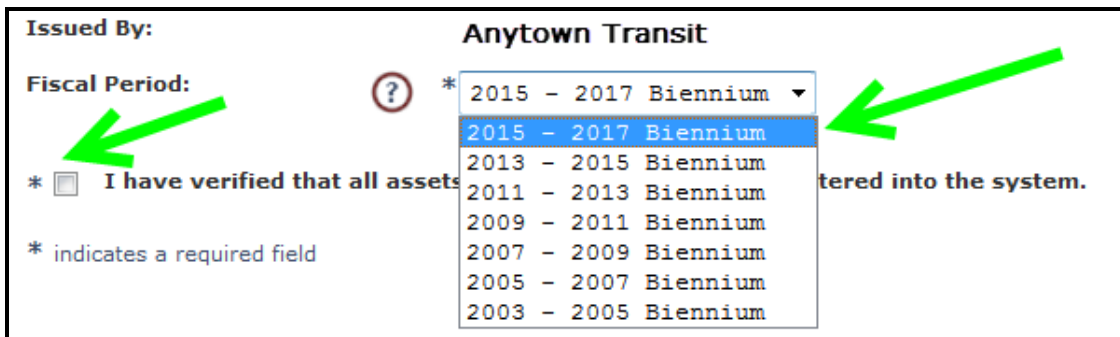 Issued By: Anytown Transit
Fiscal Period: ? * 2015 - 2017 Biennium
2015 - 2017 Biennium
2013 - 2015 Biennium
* I have verified that all assets tered into the system.
2011 - 2013 Biennium
2009 - 2011 Biennium
* indicates a required field
2007 - 2009 Biennium
2005 - 2007 Biennium
2003 - 2005 Biennium